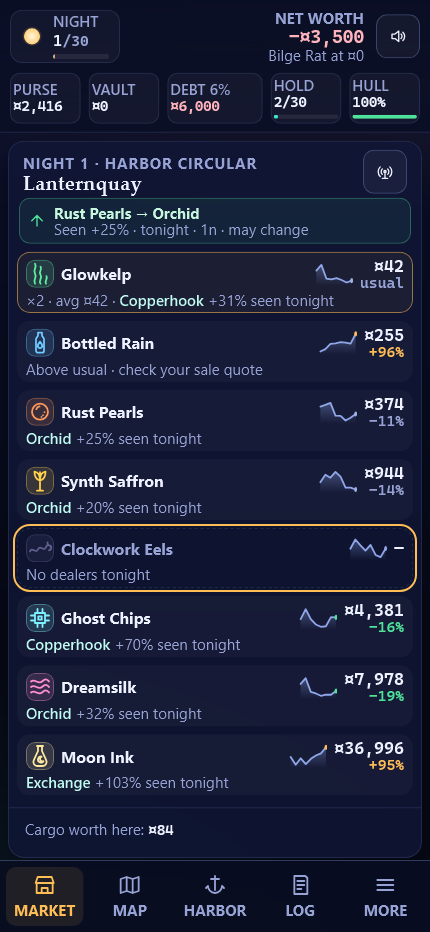 NIGHT
1/30
NET WORTH
−¤3,500
Bilge Rat at ¤0
PURSE
¤2,416
VAULT
¤0
DEBT 6%
¤6,000
HOLD
2/30
HULL
100%
NIGHT 1 · HARBOR CIRCULAR
Lanternquay
Rust Pearls → Orchid
Seen +25% · tonight · 1n · may change
Glowkelp
¤42
usual
×2 · avg ¤42 · Copperhook +31% seen tonight
Bottled Rain
¤255
+96%
Above usual · check your sale quote
Rust Pearls
¤374
−11%
Orchid +25% seen tonight
Synth Saffron
¤944
−14%
Orchid +20% seen tonight
Clockwork Eels
–
No dealers tonight
Ghost Chips
¤4,381
−16%
Copperhook +70% seen tonight
Dreamsilk
¤7,978
−19%
Orchid +32% seen tonight
Moon Ink
¤36,996
+95%
Exchange +103% seen tonight
Cargo worth here: ¤84
MARKET
MAP
HARBOR
LOG
MORE